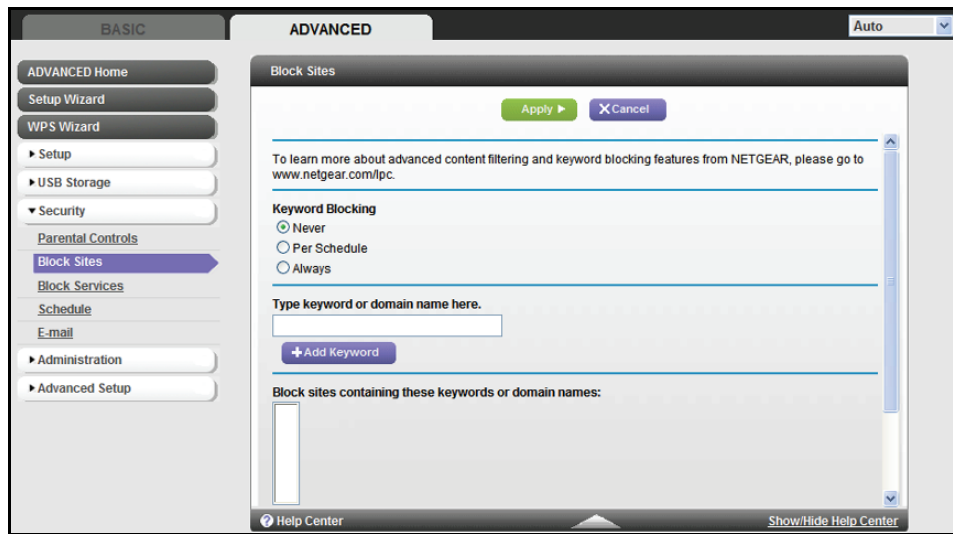 BASIC
ADVANCED
Auto
ADVANCED Home
Setup Wizard
WPS Wizard
Setup
USB Storage
Security
Parental Controls
Block Sites
Block Services
Schedule
E-mail
Administration
Advanced Setup
Block Sites
Apply
Cancel
To learn more about advanced content filtering and keyword blocking features from NETGEAR, please go to
www.netgear.com/lpc.
Keyword Blocking
Never
Per Schedule
Always
Type keyword or domain name here.
Add Keyword
Block sites containing these keywords or domain names:
Help Center
Show/Hide Help Center